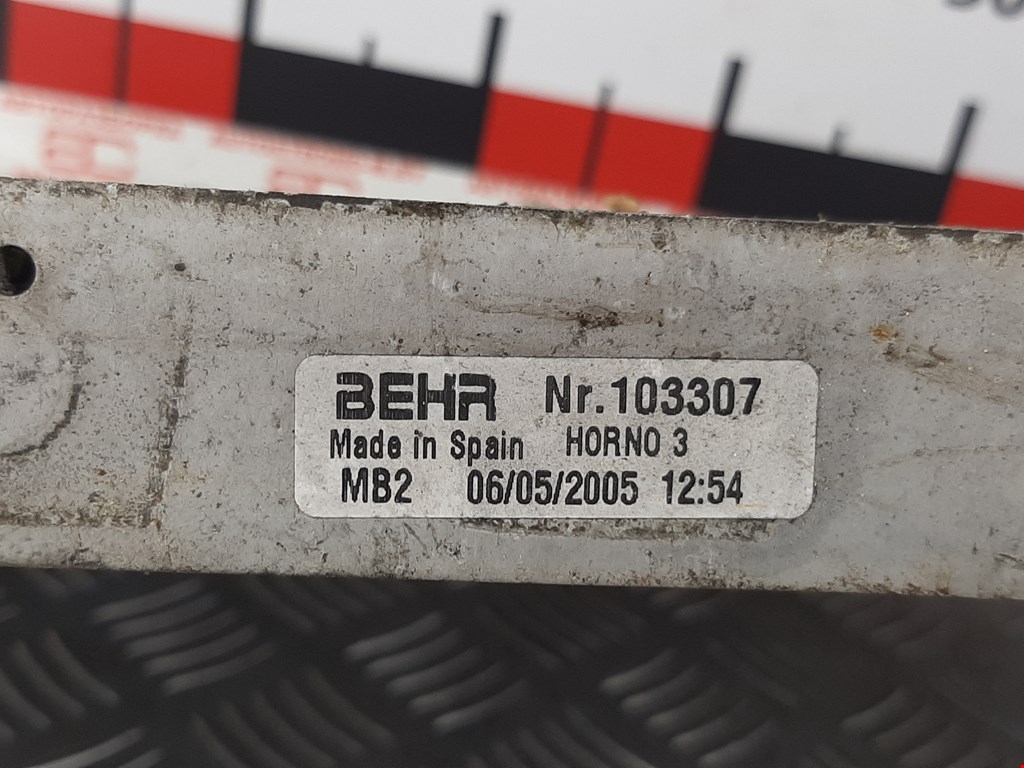 BEHR Nr.103307
Made in Spain HORNO 3
MB2 06/05/2005 12:54